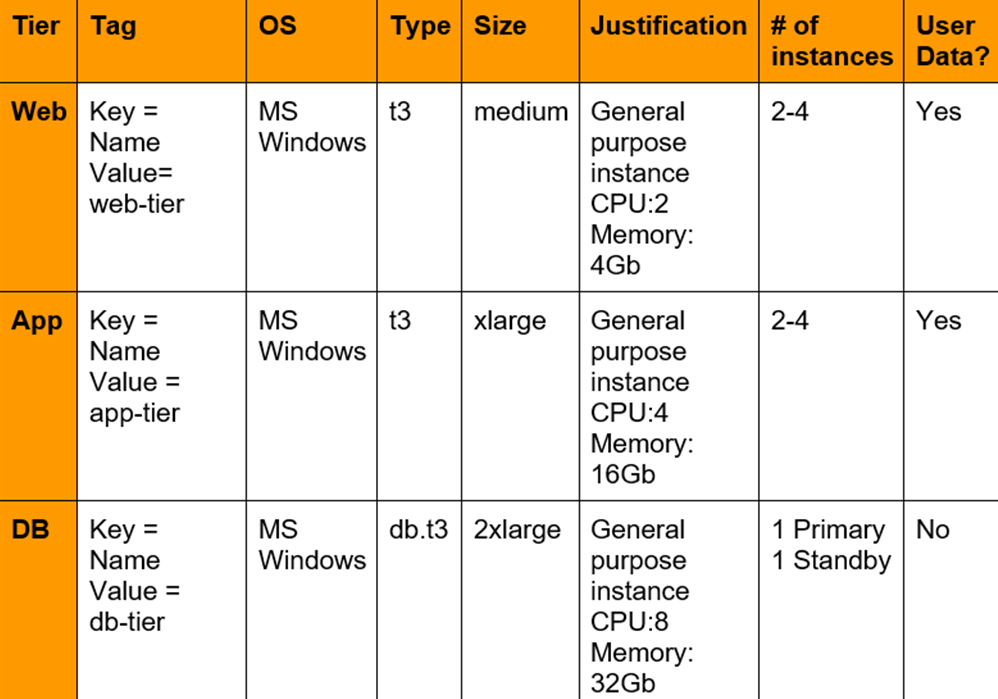 Tier Tag OS Type Size Justification # of instances User Data?
Web Key = MS t3 medium General 2-4 Yes
Name Windows purpose
Value= instance
web-tier CPU:2
Memory:
4Gb
App Key = MS t3 xlarge General 2-4 Yes
Name Windows purpose
Value = instance
app-tier CPU:4
Memory:
16Gb
DB Key = MS db.t3 2xlarge General 1 Primary No
Name Windows purpose 1 Standby
Value = instance
db-tier CPU:8
Memory:
32Gb